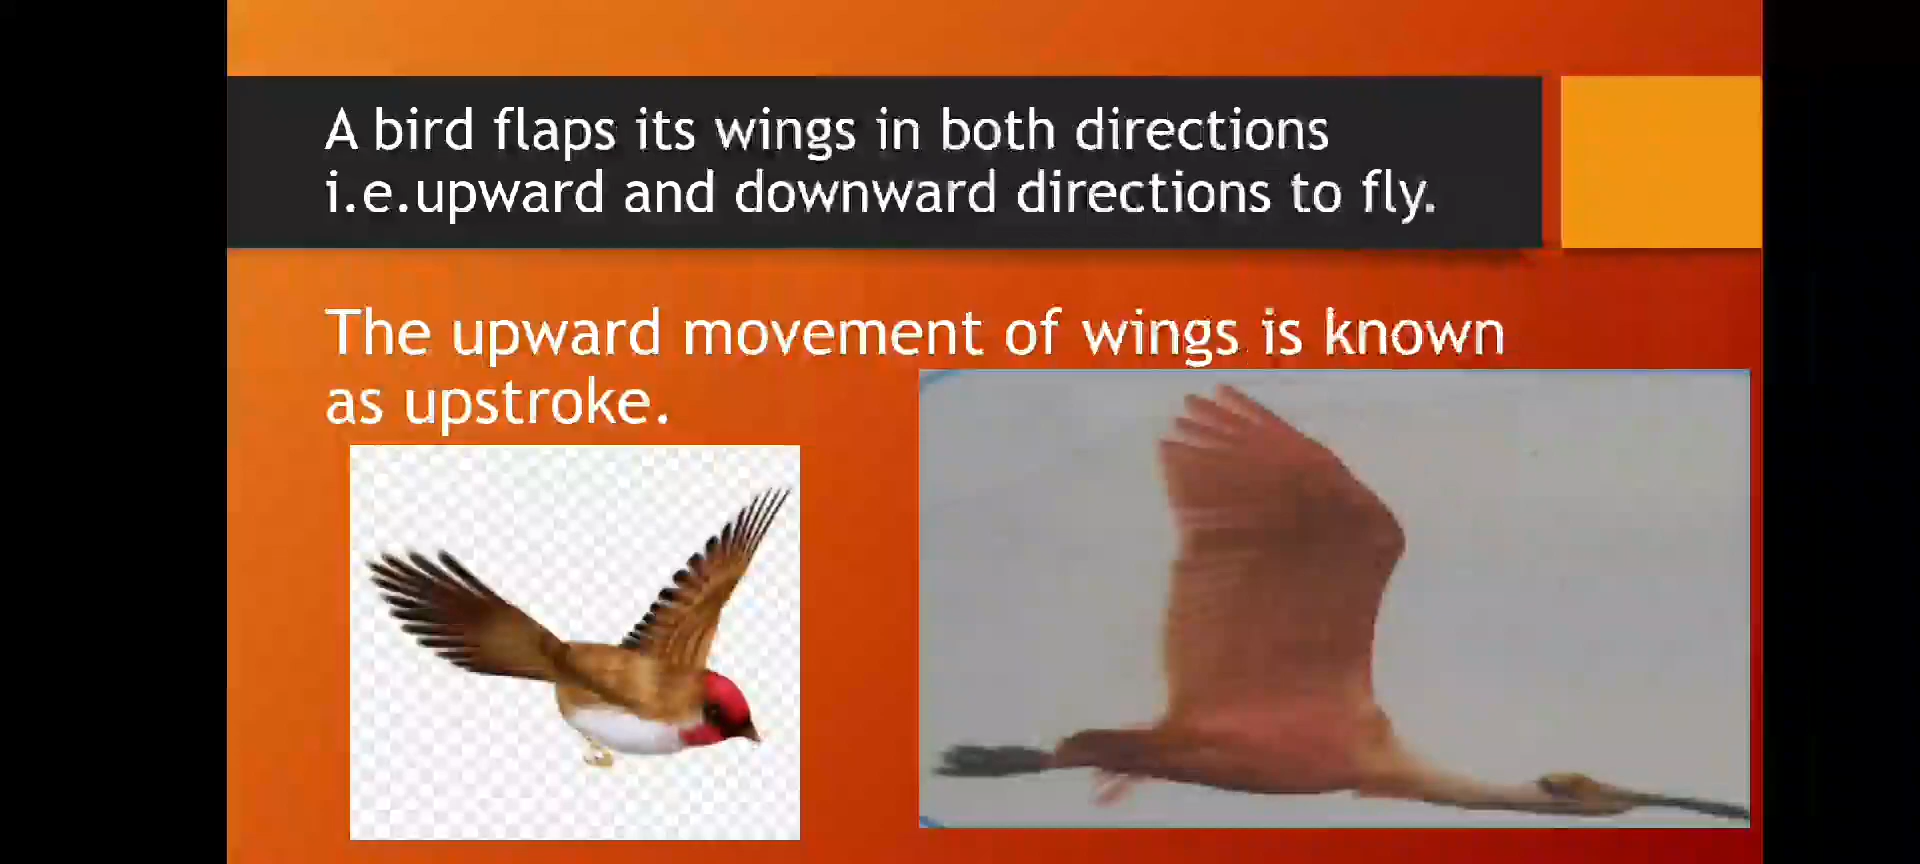 A bird flaps its wings in both directions
i.e.upward and downward directions to fly.
The upward movement of wings is known
as upstroke.